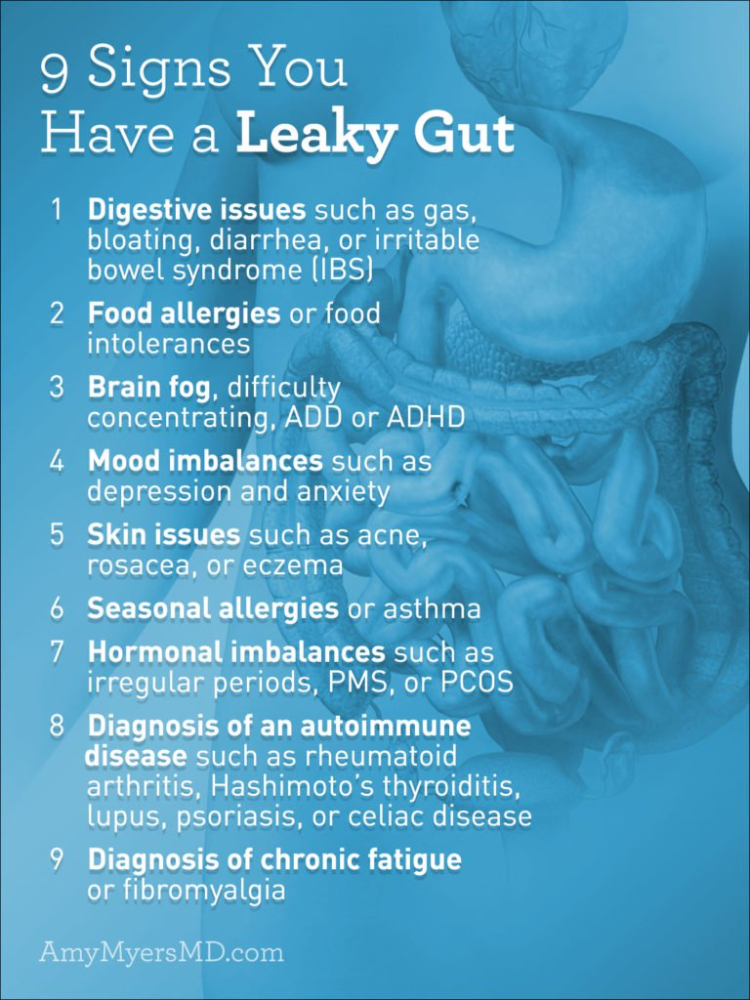 9 Signs You
Have a Leaky Gut
1 Digestive issues such as gas,
bloating, diarrhea, or irritable
bowel syndrome (IBS)
2 Food allergies or food
intolerances
3 Brain fog, difficulty
concentrating, ADD or ADHD
4 Mood imbalances such as
depression and anxiety
5 Skin issues such as acne,
rosacea, or eczema
6 Seasonal allergies or asthma
7 Hormonal imbalances such as
irregular periods, PMS, or PCOS
8 Diagnosis of an autoimmune
disease such as rheumatoid
arthritis, Hashimoto’s thyroiditis,
lupus, psoriasis, or celiac disease
9 Diagnosis of chronic fatigue
or fibromyalgia
AmyMyersMD.com